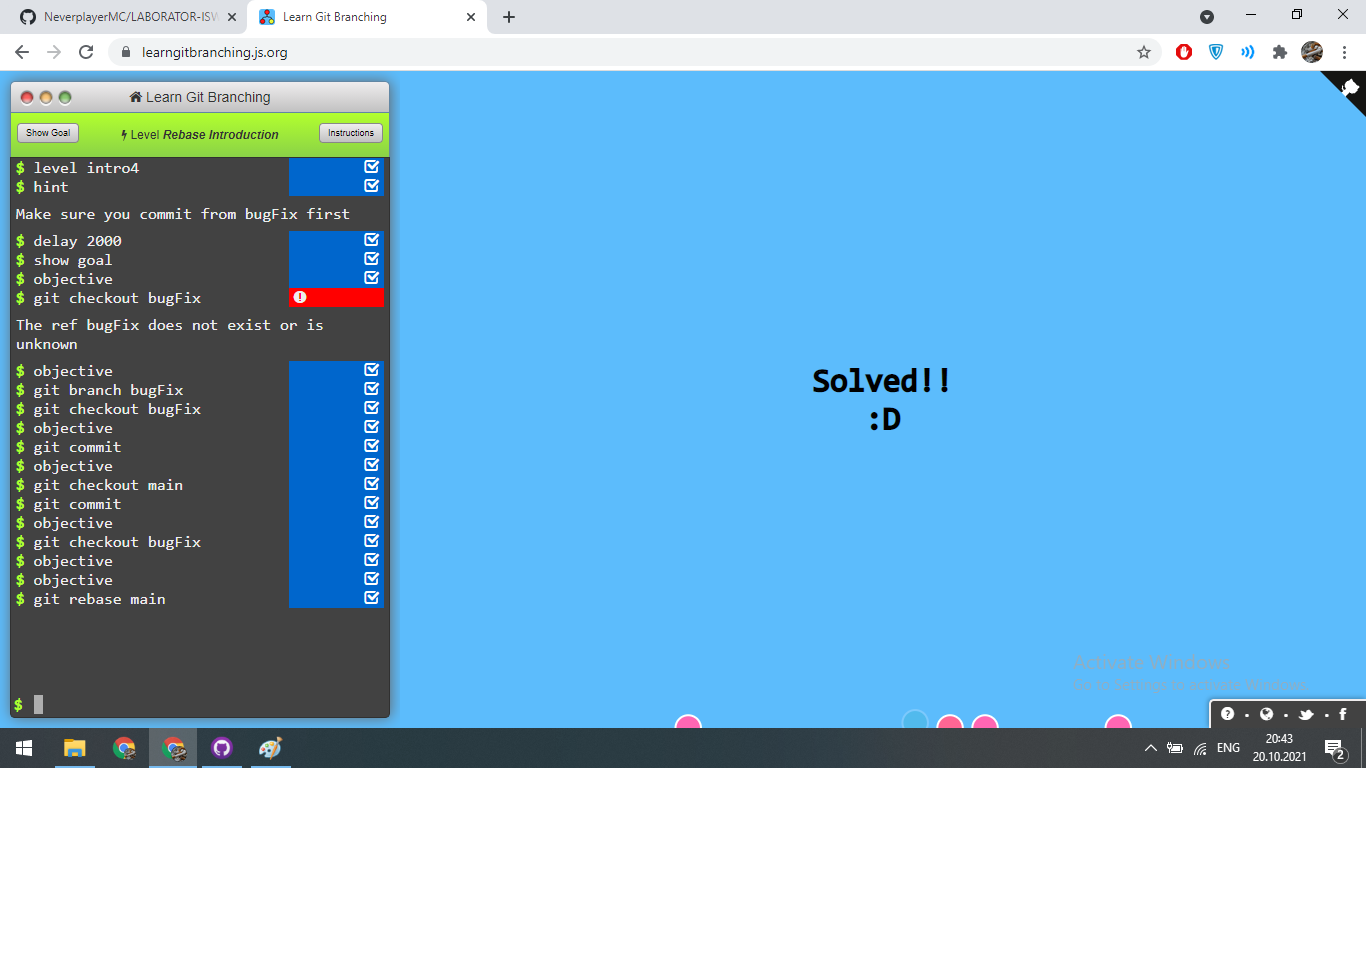 NeverplayerMC/LABORATOR-ISW
Learn Git Branching
learngitbranching.js.org
Learn Git Branching
Show Goal
Level Rebase Introduction
Instructions
$ level intro4
$ hint
Make sure you commit from bugFix first
$ delay 2000
$ show goal
$ objective
$ git checkout bugFix
The ref bugFix does not exist or is
unknown
$ objective
$ git branch bugFix
$ git checkout bugFix
$ objective
$ git commit
$ objective
$ git checkout main
$ git commit
$ objective
$ git checkout bugFix
$ objective
$ objective
$ git rebase main
$
Solved!!
:D
Activate Windows
Go to Settings to activate Windows.
ENG
20:43
20.10.2021
2